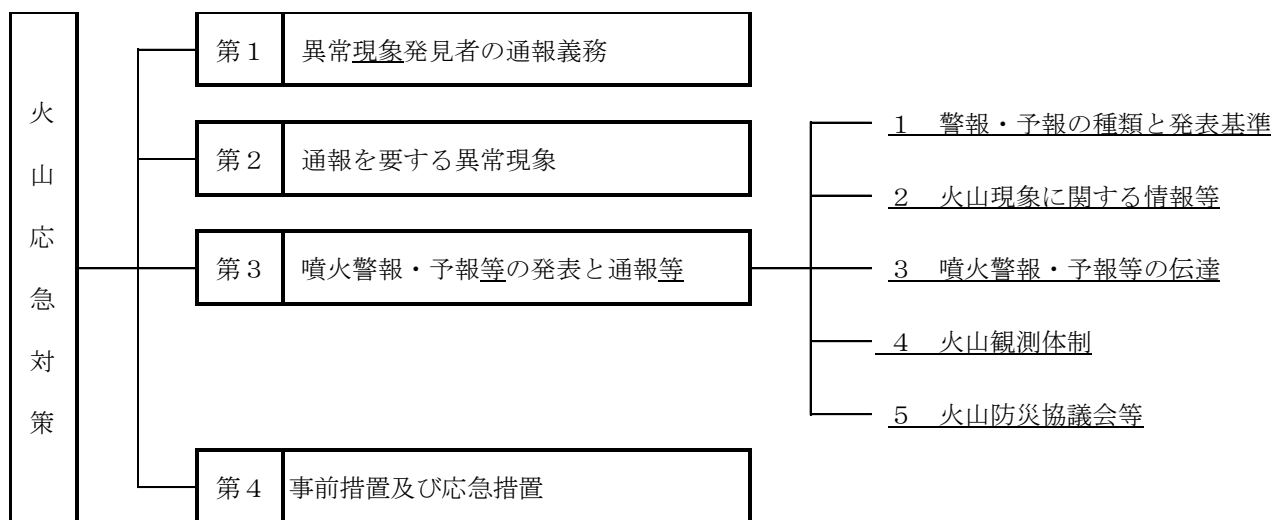 火山応急対策
第１ 異常現象発見者の通報義務
第２ 通報を要する異常現象
第３ 噴火警報・予報等の発表と通報等
１ 警報・予報の種類と発表基準
２ 火山現象に関する情報等
３ 噴火警報・予報等の伝達
４ 火山観測体制
５ 火山防災協議会等
第４ 事前措置及び応急措置